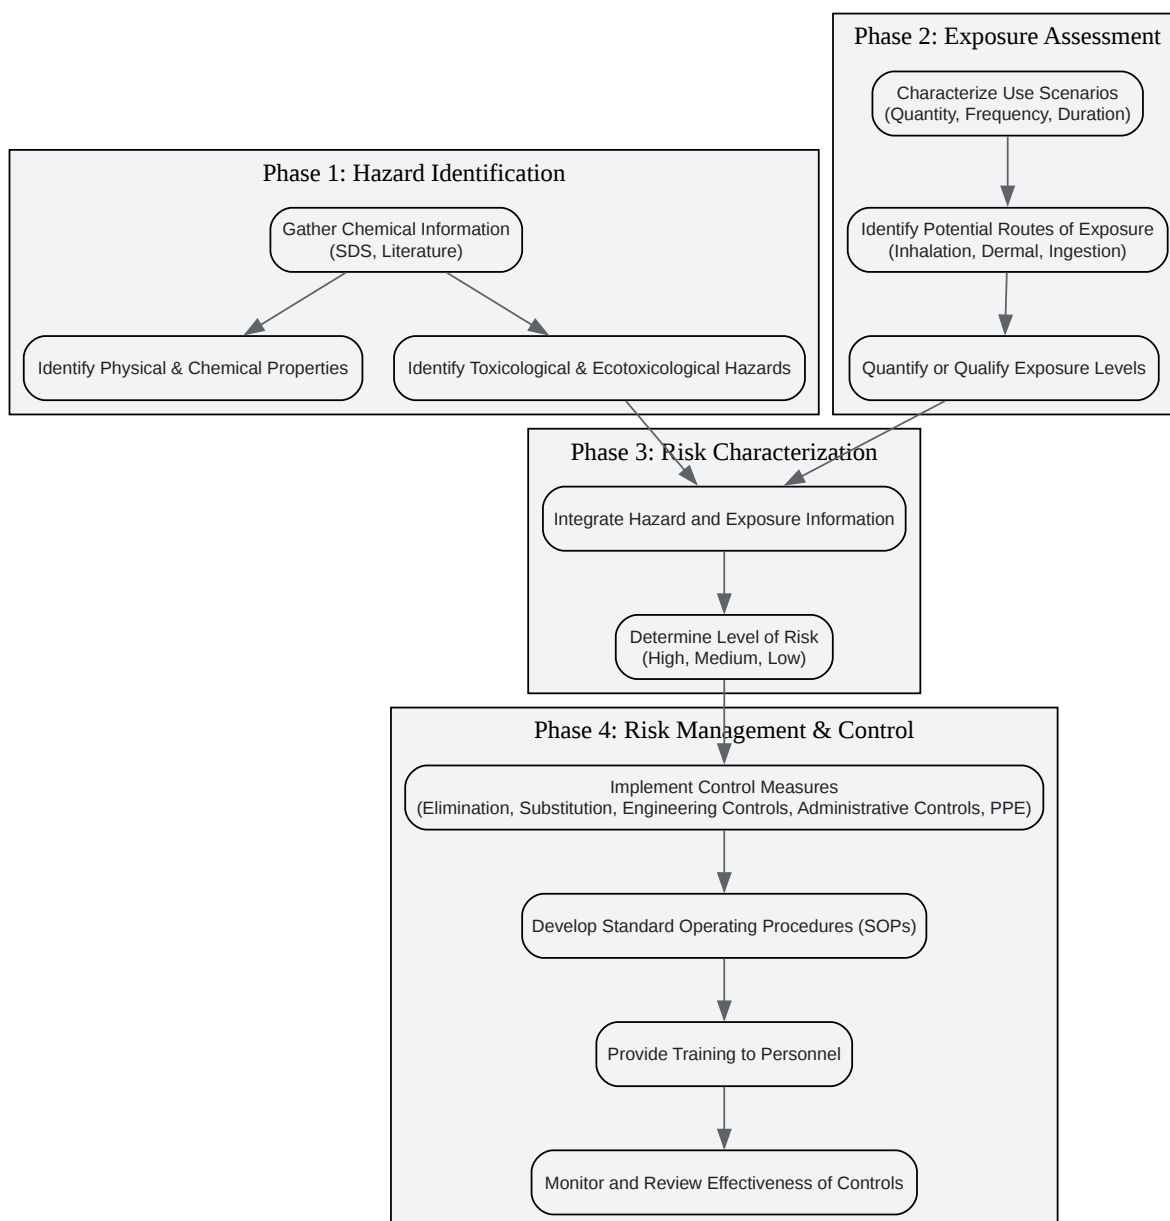 Phase 1: Hazard Identification
Gather Chemical Information
(SDS, Literature)
Identify Physical & Chemical Properties
Identify Toxicological & Ecotoxicological Hazards
Phase 2: Exposure Assessment
Characterize Use Scenarios
(Quantity, Frequency, Duration)
Identify Potential Routes of Exposure
(Inhalation, Dermal, Ingestion)
Quantify or Qualify Exposure Levels
Phase 3: Risk Characterization
Integrate Hazard and Exposure Information
Determine Level of Risk
(High, Medium, Low)
Phase 4: Risk Management & Control
Implement Control Measures
(Elimination, Substitution, Engineering Controls, Administrative Controls, PPE)
Develop Standard Operating Procedures (SOPs)
Provide Training to Personnel
Monitor and Review Effectiveness of Controls